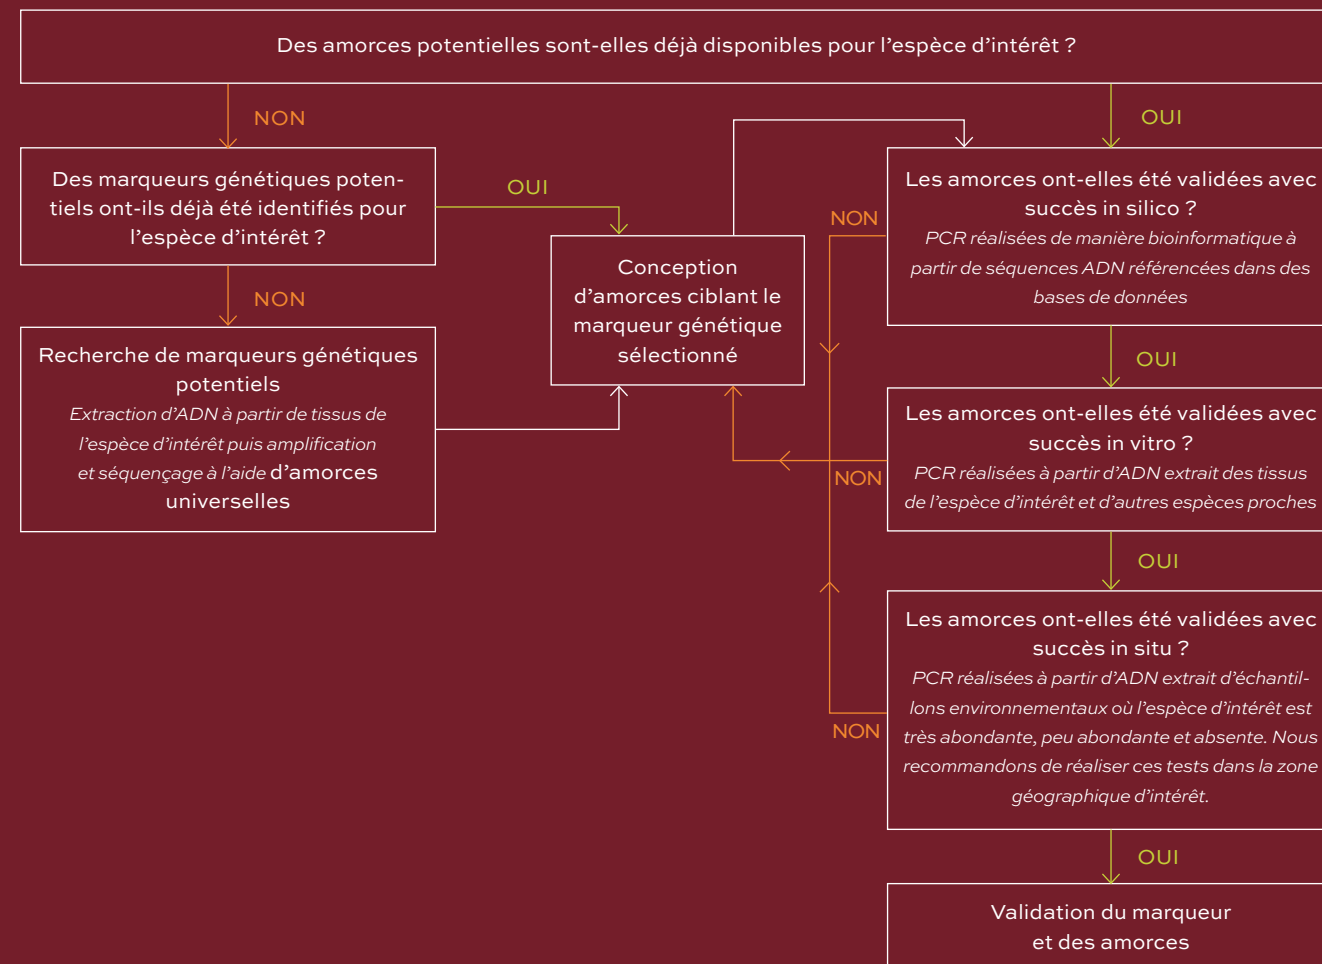 Des amorces potentielles sont-elles déjà disponibles pour l'espèce d'intérêt ?
NON
OUI
Des marqueurs génétiques poten-
tiels ont-ils déjà été identifiés pour
l'espèce d'intérêt ?
OUI
NON
Recherche de marqueurs génétiques
potentiels
Extraction d'ADN à partir de tissus de
l'espèce d'intérêt puis amplification
et séquençage à l'aide d'amorces
universelles
Conception
d'amorces ciblant le
marqueur génétique
sélectionné
Les amorces ont-elles été validées avec
succès in silico ?
PCR réalisées de manière bioinformatique à
partir de séquences ADN référencées dans des
bases de données
NON
OUI
Les amorces ont-elles été validées avec
succès in vitro ?
PCR réalisées à partir d'ADN extrait des tissus
de l'espèce d'intérêt et d'autres espèces proches
NON
OUI
Les amorces ont-elles été validées avec
succès in situ ?
PCR réalisées à partir d'ADN extrait d'échantil-
lons environnementaux où l'espèce d'intérêt est
très abondante, peu abondante et absente. Nous
recommandons de réaliser ces tests dans la zone
géographique d'intérêt.
NON
OUI
Validation du marqueur
et des amorces